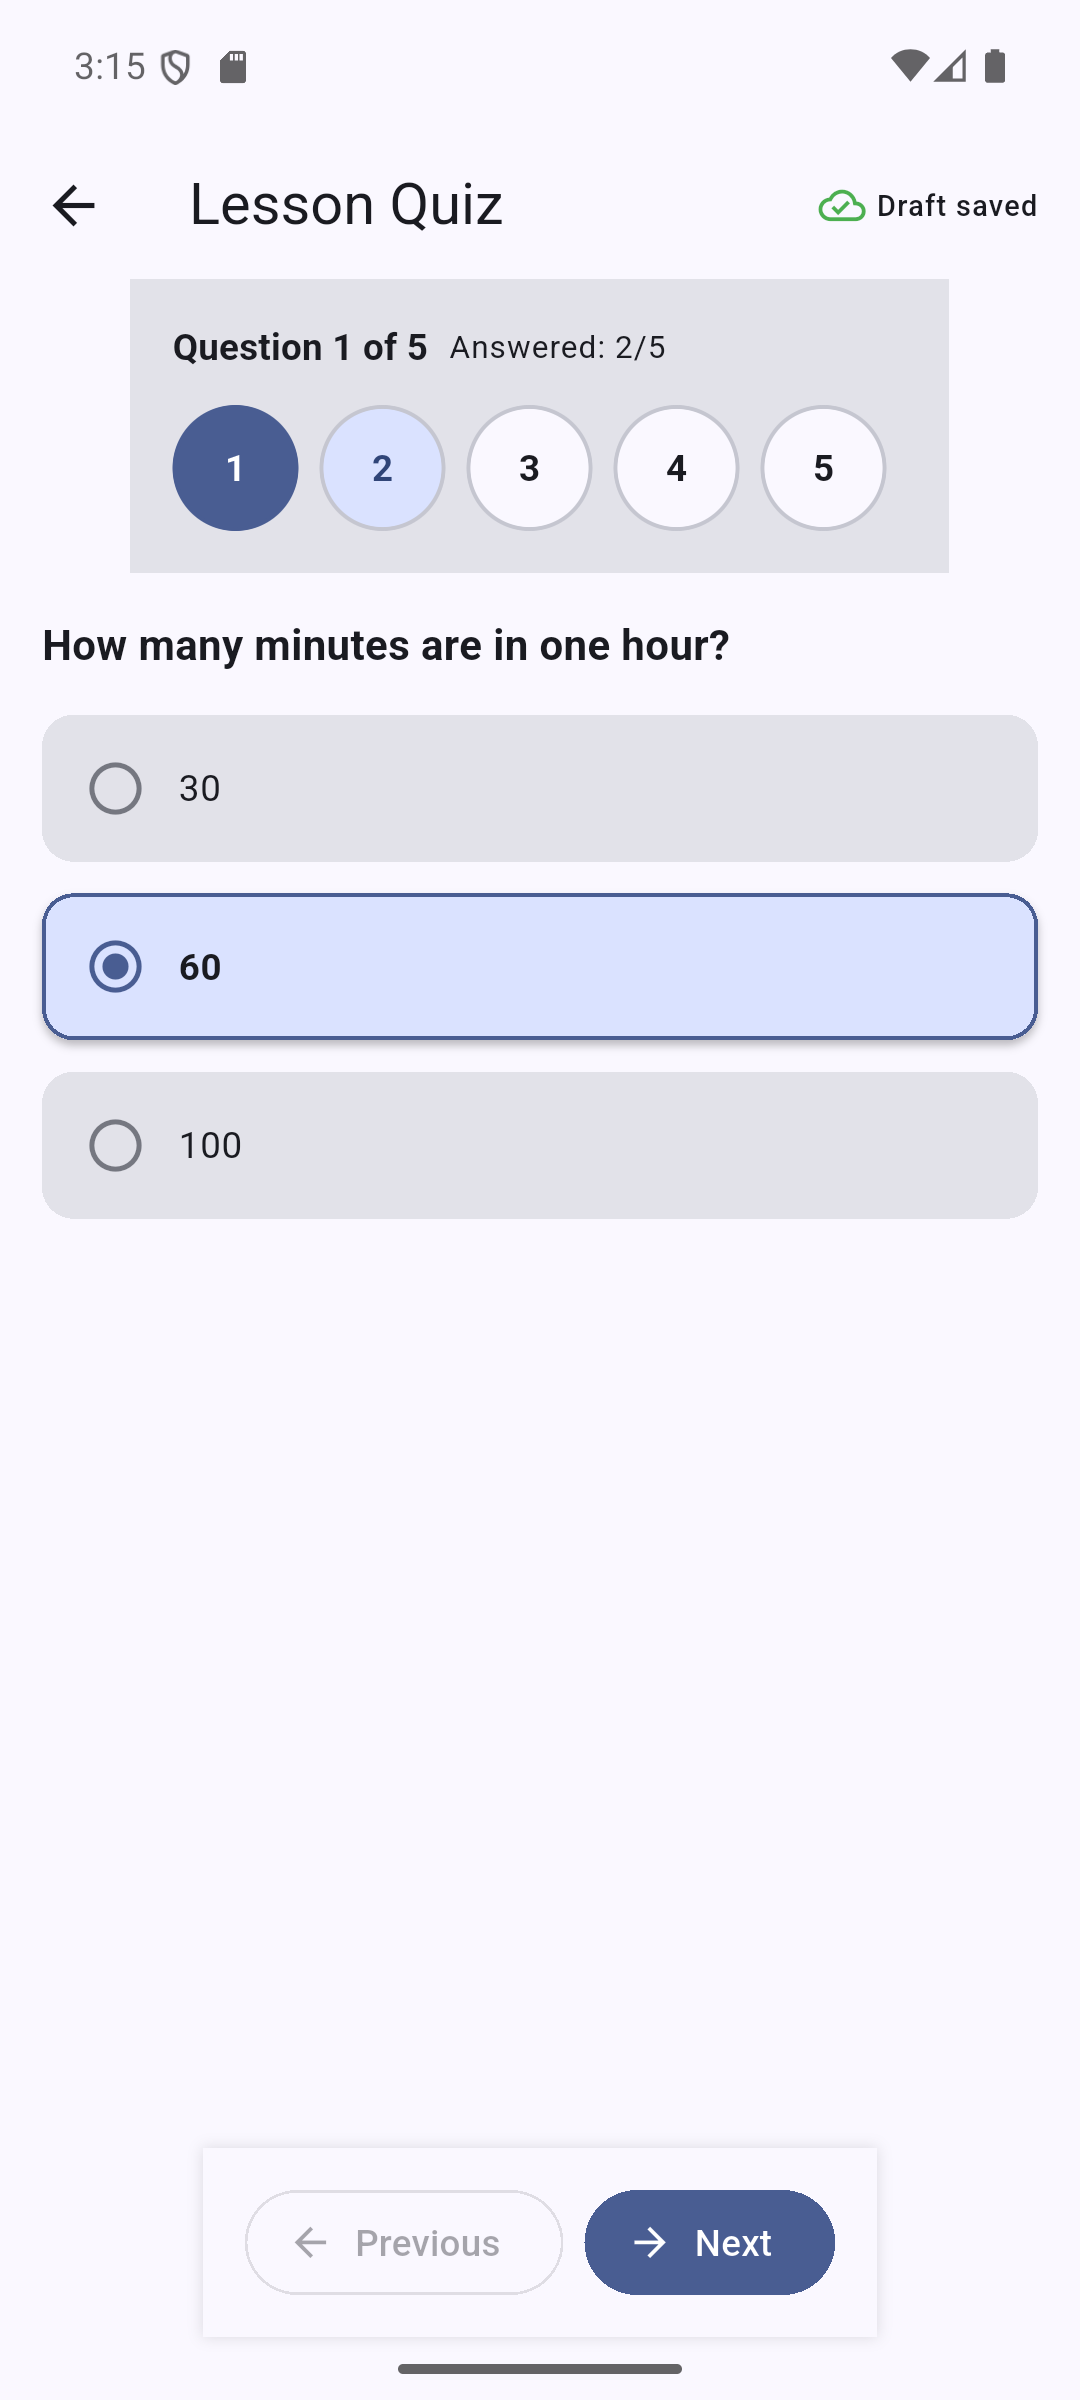 3:15
Lesson Quiz
Draft saved
Question 1 of 5 Answered: 2/5
1 2 3 4 5
How many minutes are in one hour?
30
60
100
Previous
Next